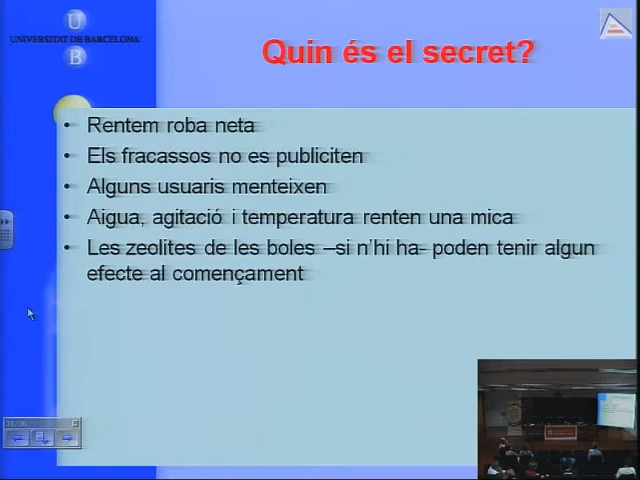 U
UNIVERSITAT DE BARCELONA
B
Quin és el secret?
• Rentem roba neta
• Els fracassos no es publiciten
• Alguns usuaris menteixen
• Aigua, agitació i temperatura renten una mica
• Les zeolites de les boles –si n'hi ha- poden tenir algun
efecte al començament